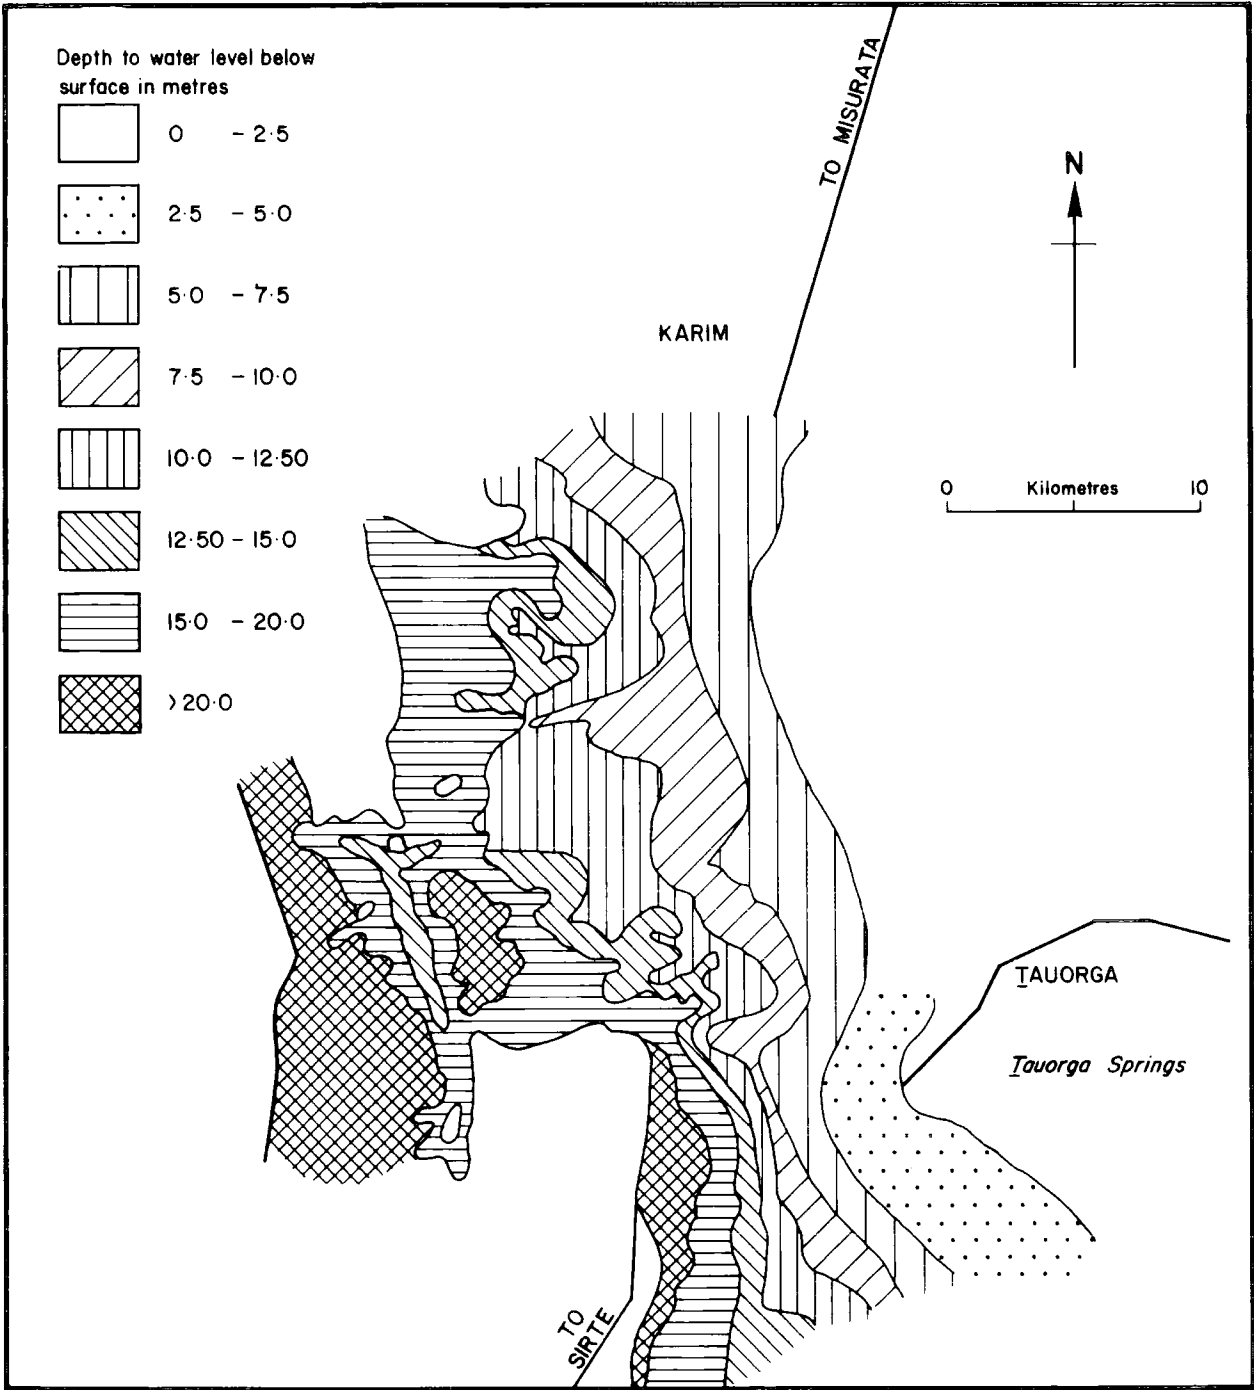 Depth to water level below
surface in metres
0 - 2·5
2·5 - 5·0
5·0 - 7·5
7·5 - 10·0
10·0 - 12·50
12·50 - 15·0
15·0 - 20·0
>20·0
TO MISURATA
N
KARIM
0 Kilometres 10
TAUORGA
Tauorga Springs
TO
SIRTE